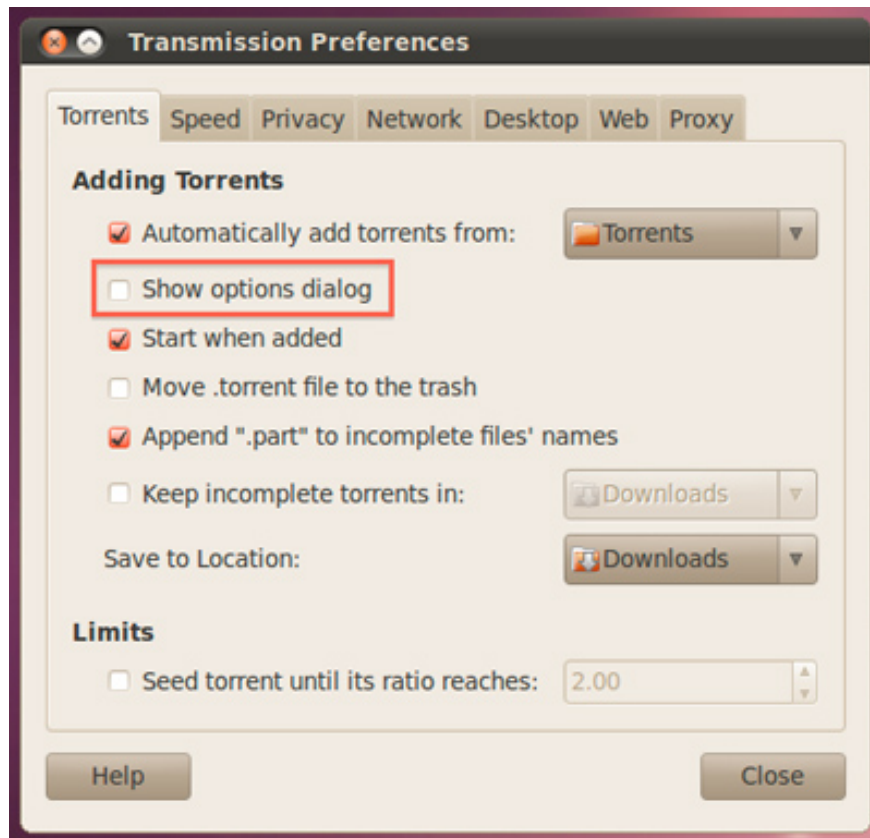 Transmission Preferences
Torrents Speed Privacy Network Desktop Web Proxy
Adding Torrents
Automatically add torrents from: Torrents
Show options dialog
Start when added
Move .torrent file to the trash
Append ".part" to incomplete files' names
Keep incomplete torrents in: Downloads
Save to Location: Downloads
Limits
Seed torrent until its ratio reaches: 2.00
Help Close